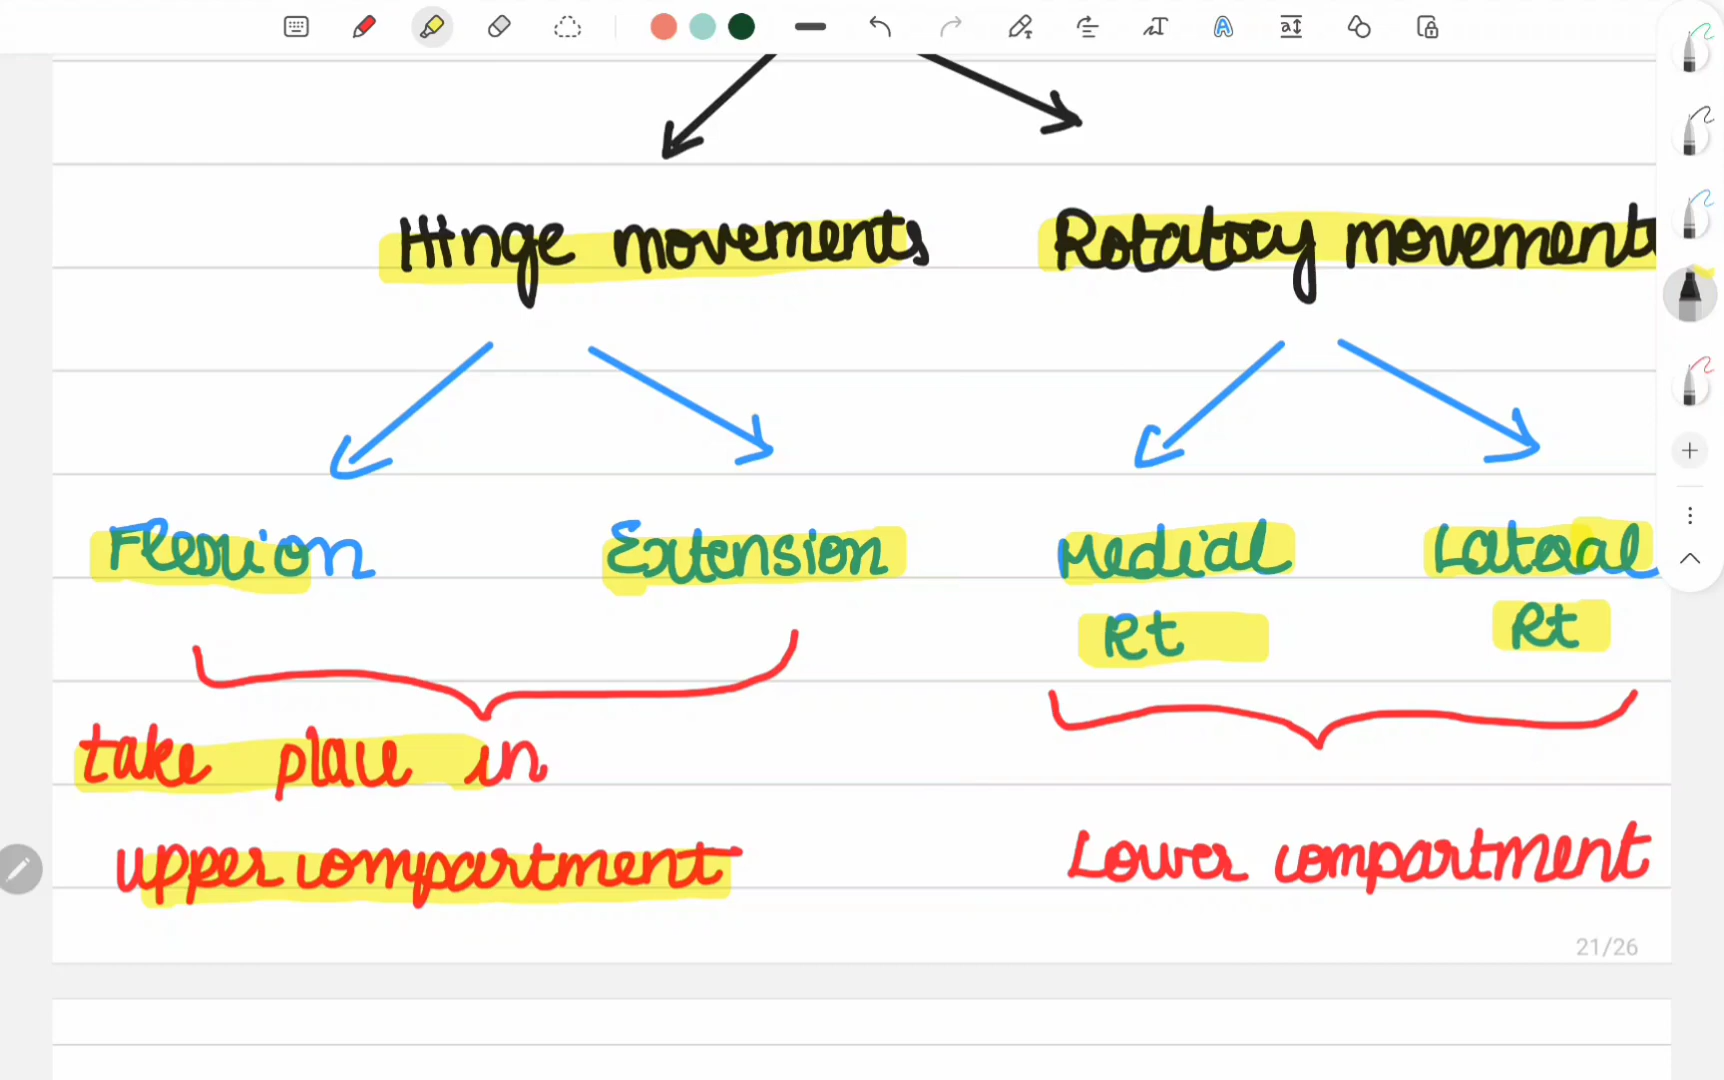 Hinge movements Rotatory movement
Flexion Extension Medial Lateral
Rt Rt
take place in
upper compartment Lower compartment
21/26